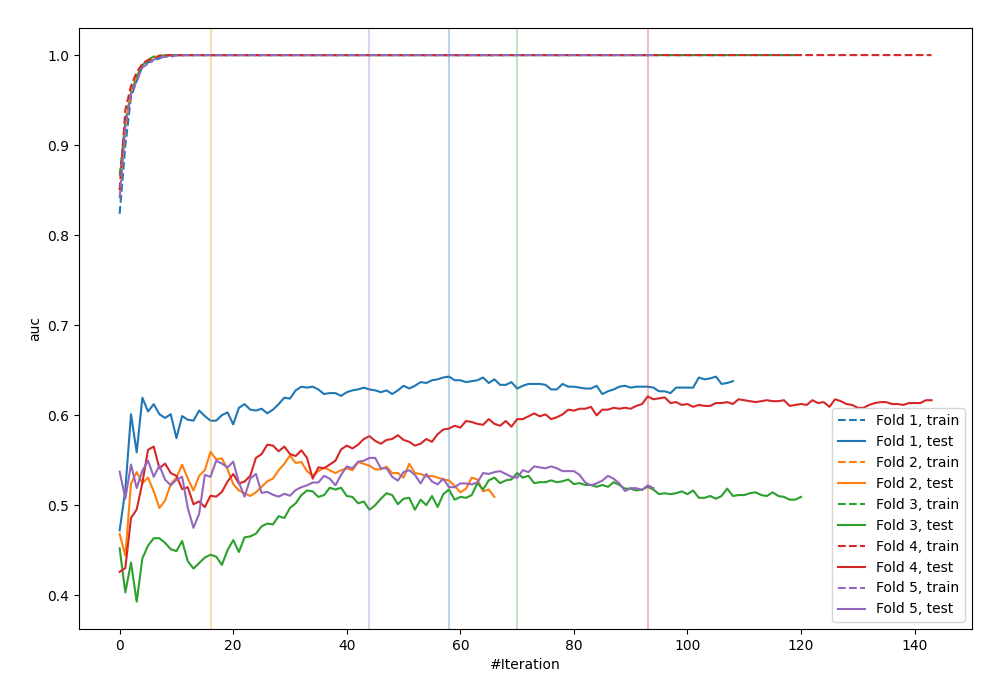 1.0
0.9
0.8
0.7
0.6
0.5
0.4
auc
0
20
40
60
80
100
120
140
#Iteration
Fold 1, train
Fold 1, test
Fold 2, train
Fold 2, test
Fold 3, train
Fold 3, test
Fold 4, train
Fold 4, test
Fold 5, train
Fold 5, test